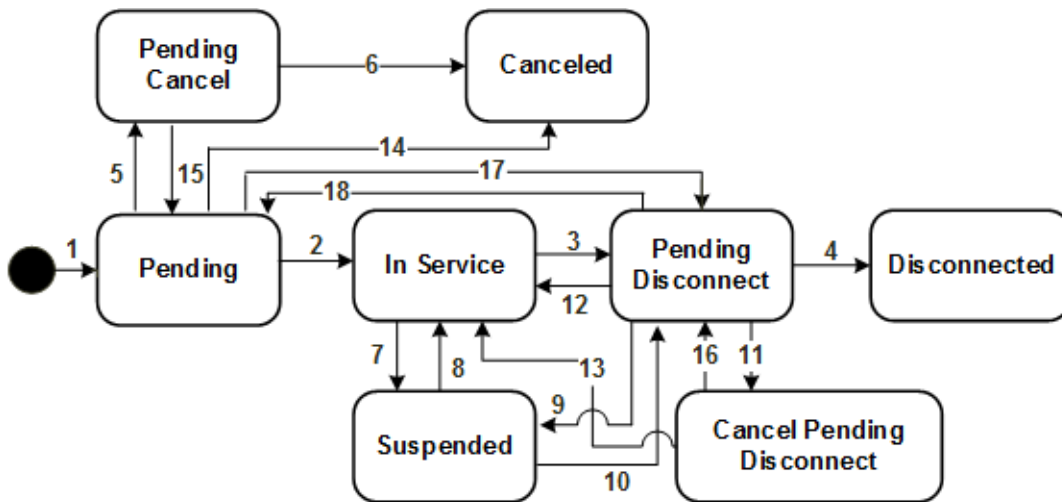 Pending
Cancel
6
Canceled
5
15
14
17
18
1
Pending
2
In Service
3
12
Pending
Disconnect
4
Disconnected
7
8
13
16
11
9
Suspended
10
Cancel Pending
Disconnect